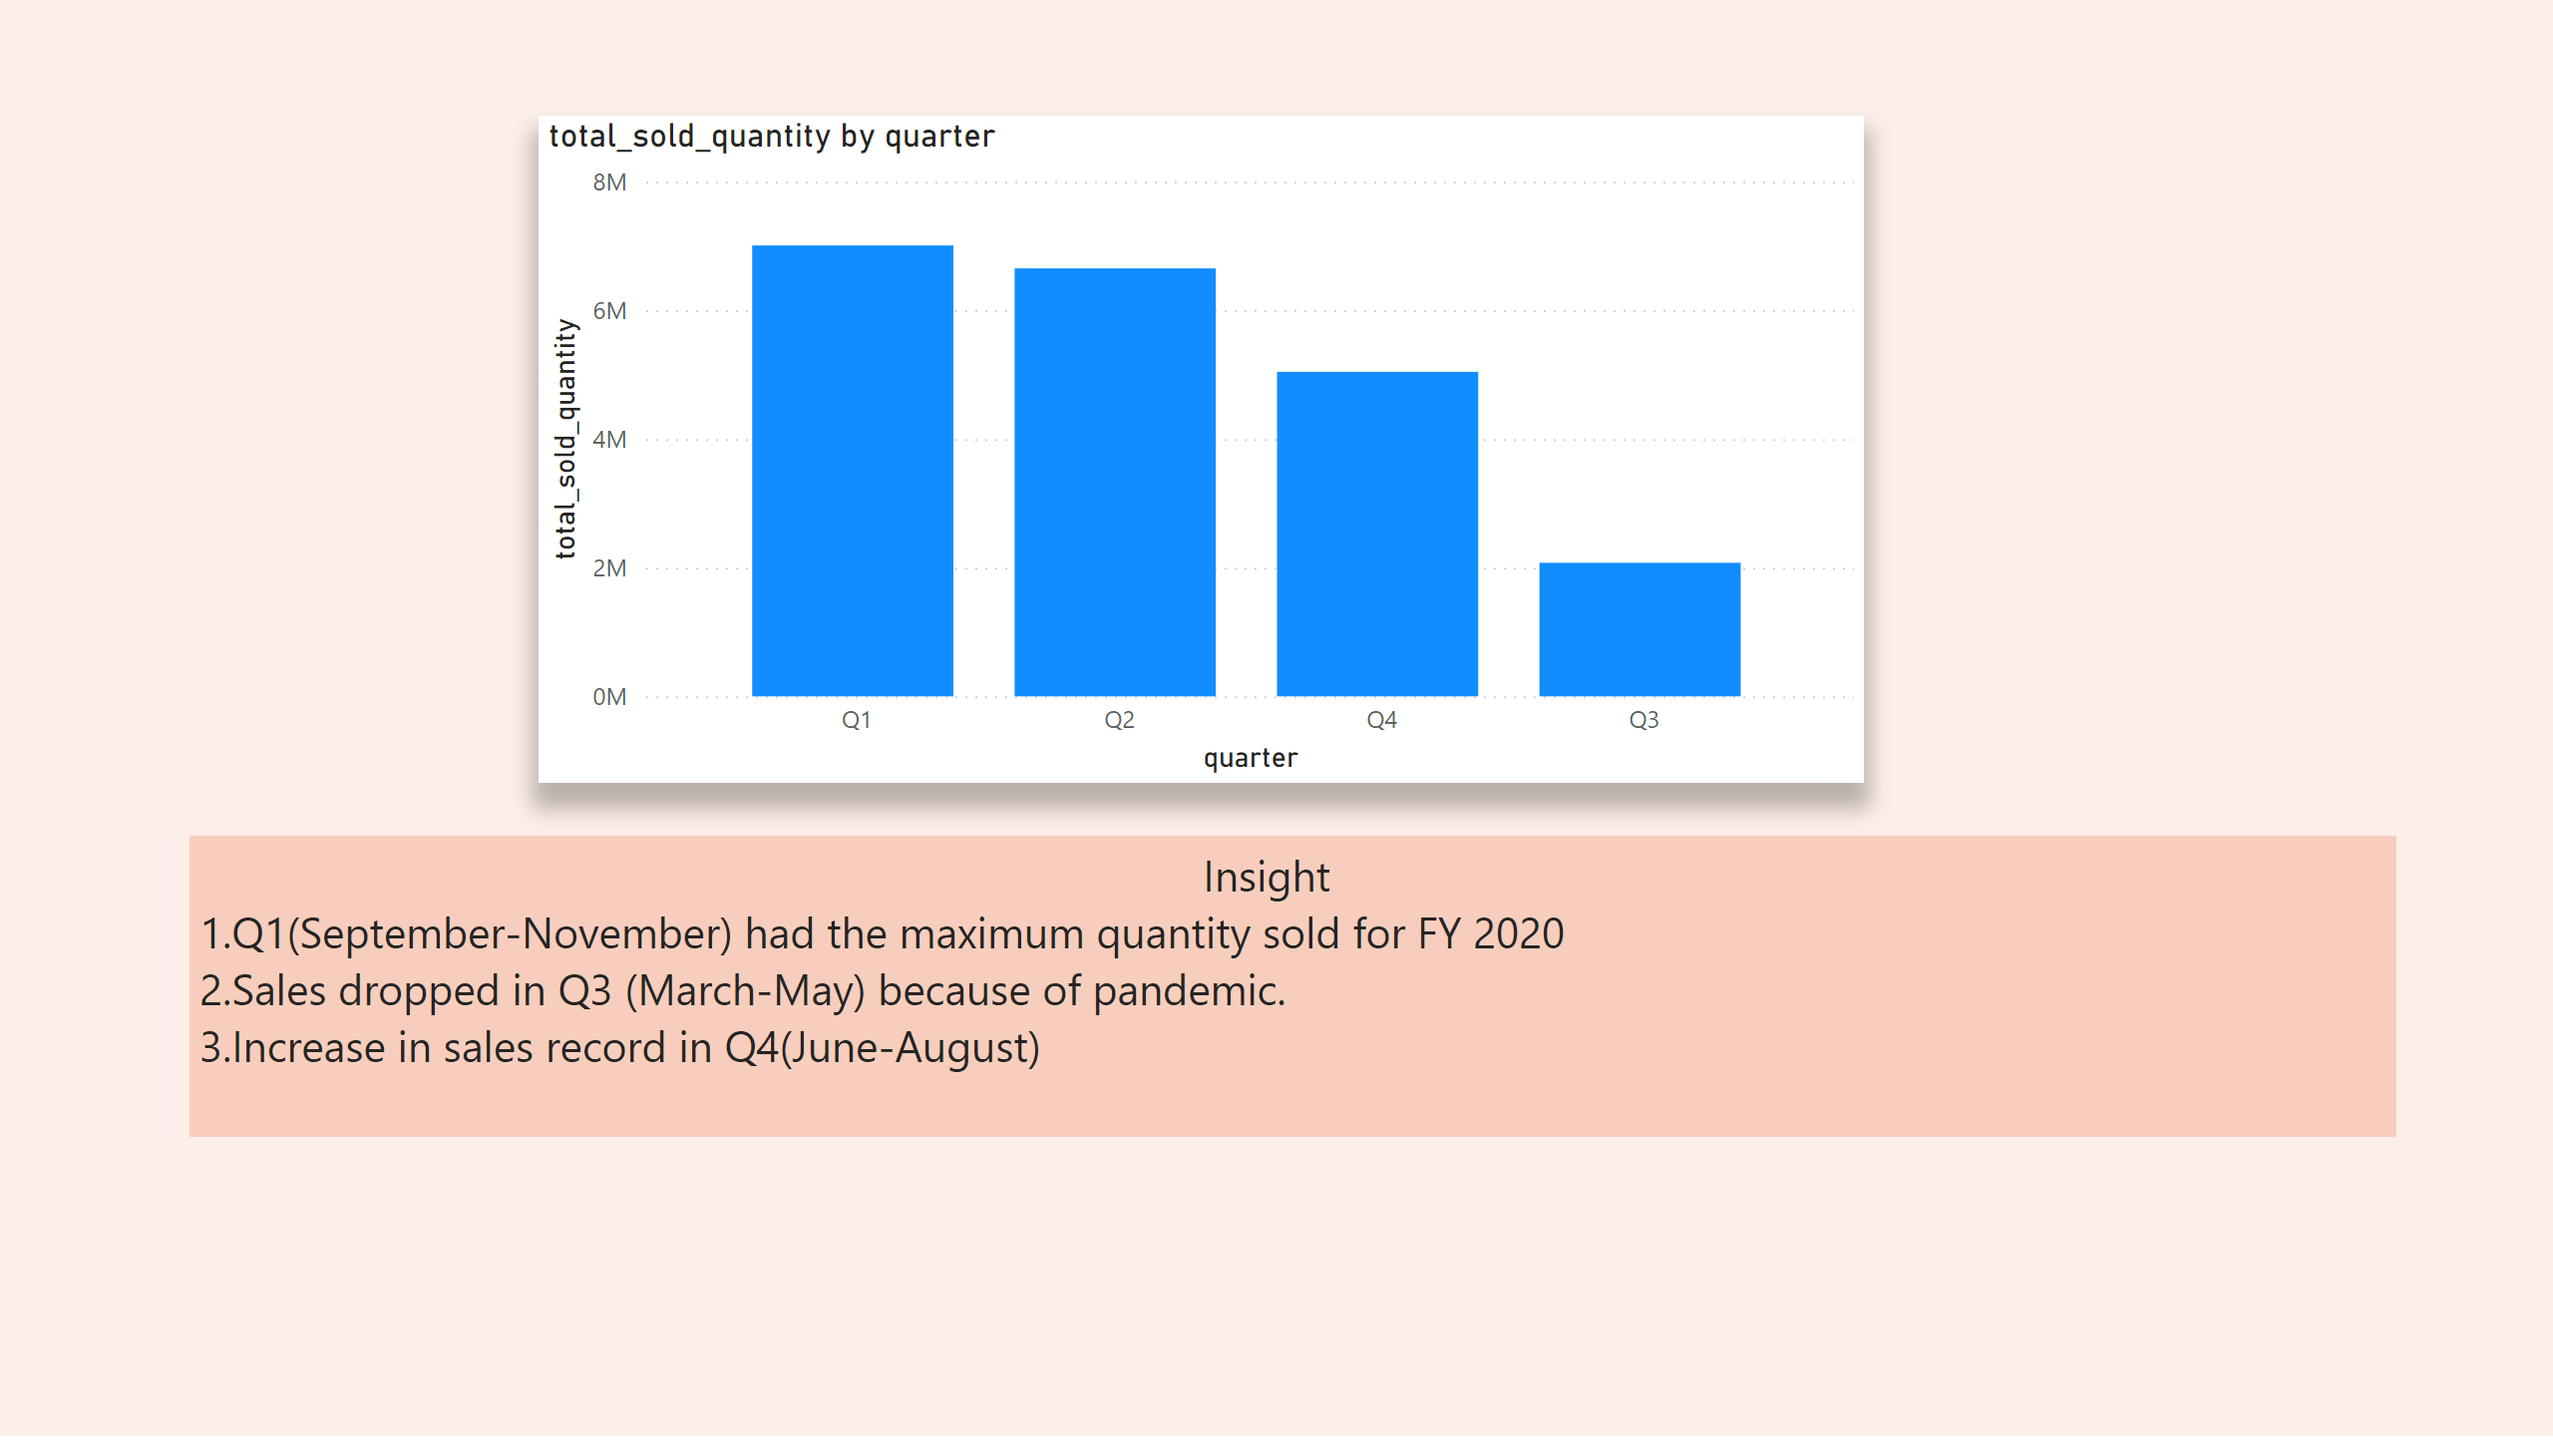 total_sold_quantity by quarter
8M
6M
4M
2M
0M
total_sold_quantity
Q1 Q2 Q4 Q3
quarter
Insight
1.Q1(September-November) had the maximum quantity sold for FY 2020
2.Sales dropped in Q3 (March-May) because of pandemic.
3.Increase in sales record in Q4(June-August)